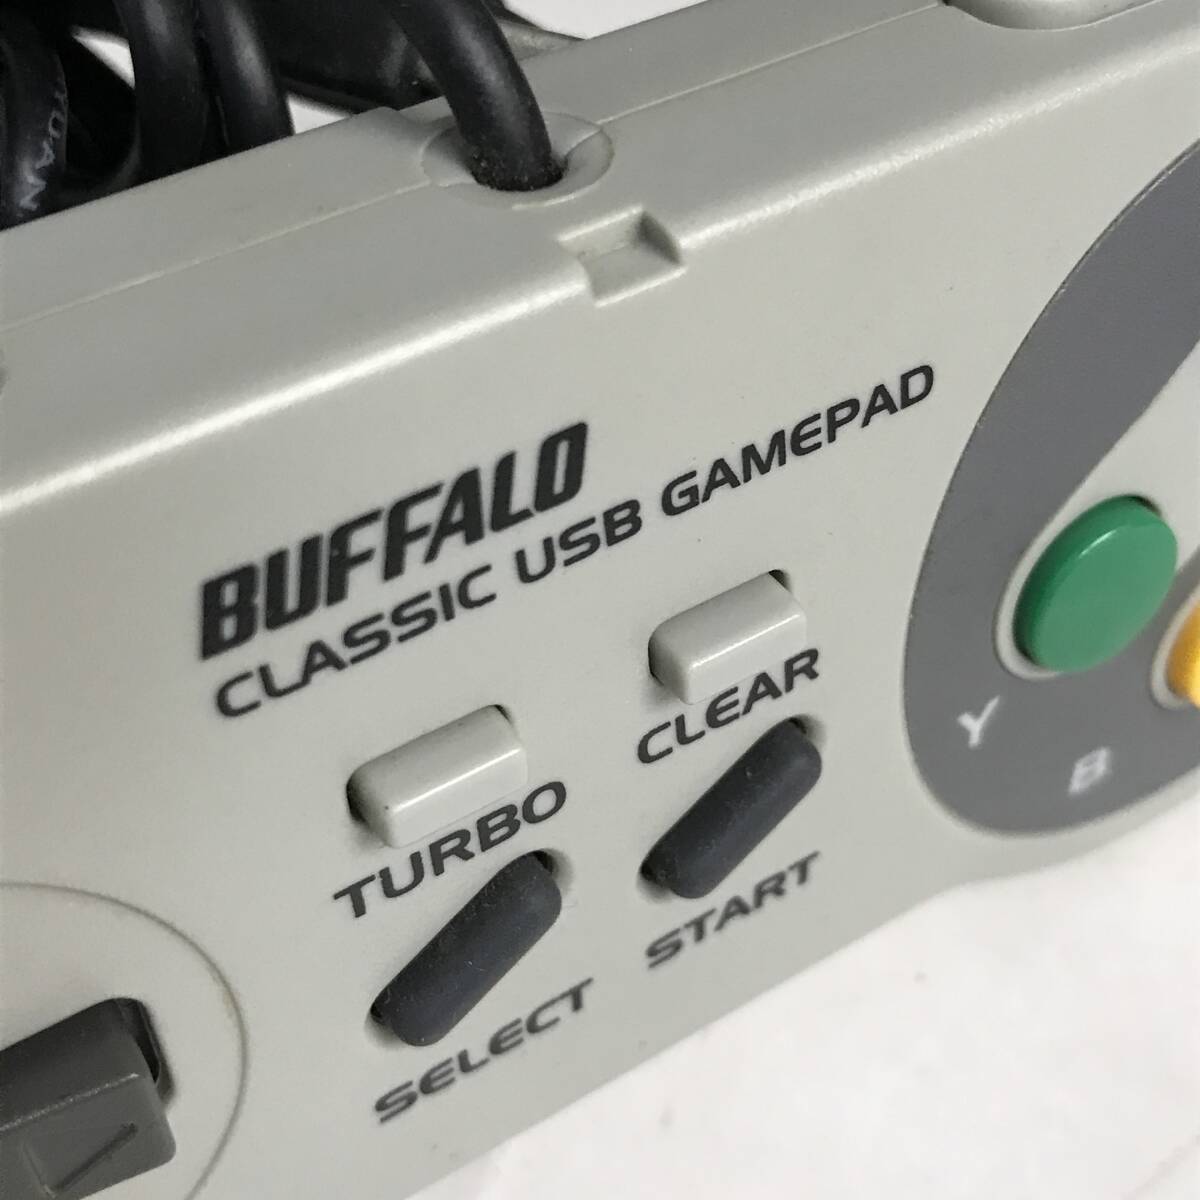 BUFFALO
CLASSIC USB GAMEPAD
CLEAR
TURBO
START
SELECT
Y
B